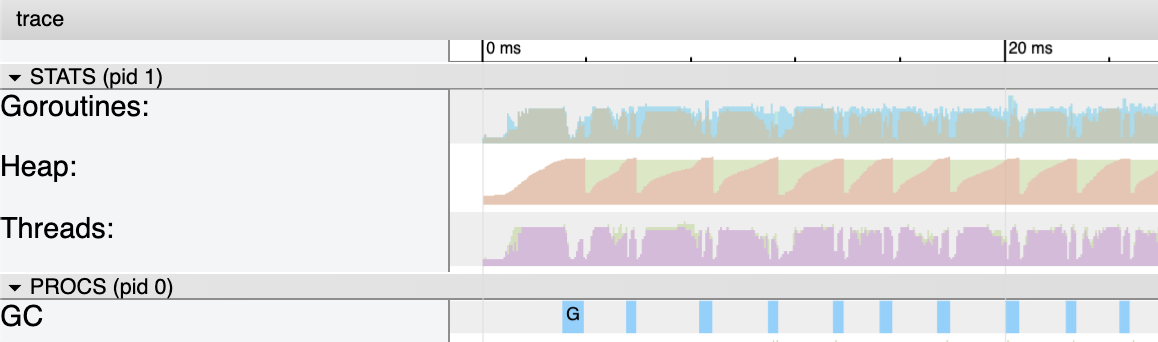 trace
0 ms
20 ms
STATS (pid 1)
Goroutines:
Heap:
Threads:
PROCS (pid 0)
GC
G